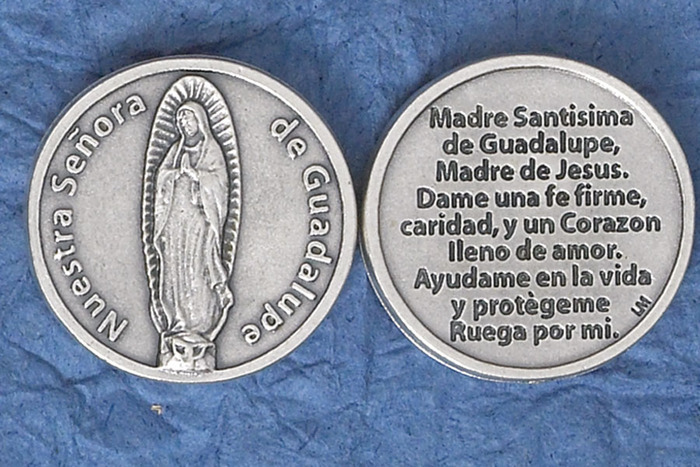 Nuestra Señora de Guadalupe
Madre Santisima
de Guadalupe,
Madre de Jesus.
Dame una fe firme,
caridad, y un Corazon
lleno de amor.
Ayudame en la vida
y protègeme
Ruega por mi.